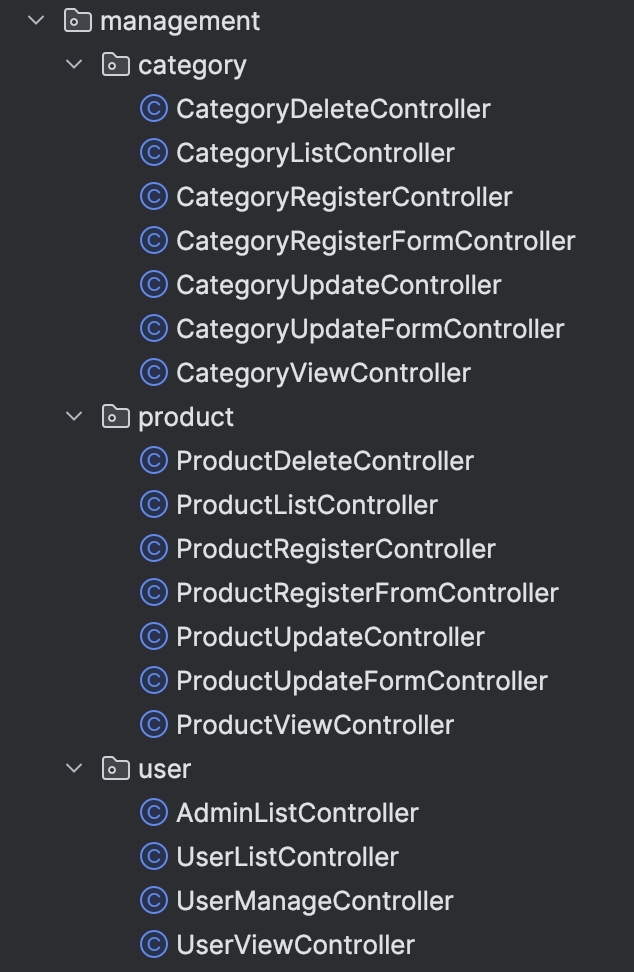 management
category
CategoryDeleteController
CategoryListController
CategoryRegisterController
CategoryRegisterFormController
CategoryUpdateController
CategoryUpdateFormController
CategoryViewController
product
ProductDeleteController
ProductListController
ProductRegisterController
ProductRegisterFromController
ProductUpdateController
ProductUpdateFormController
ProductViewController
user
AdminListController
UserListController
UserManageController
UserViewController